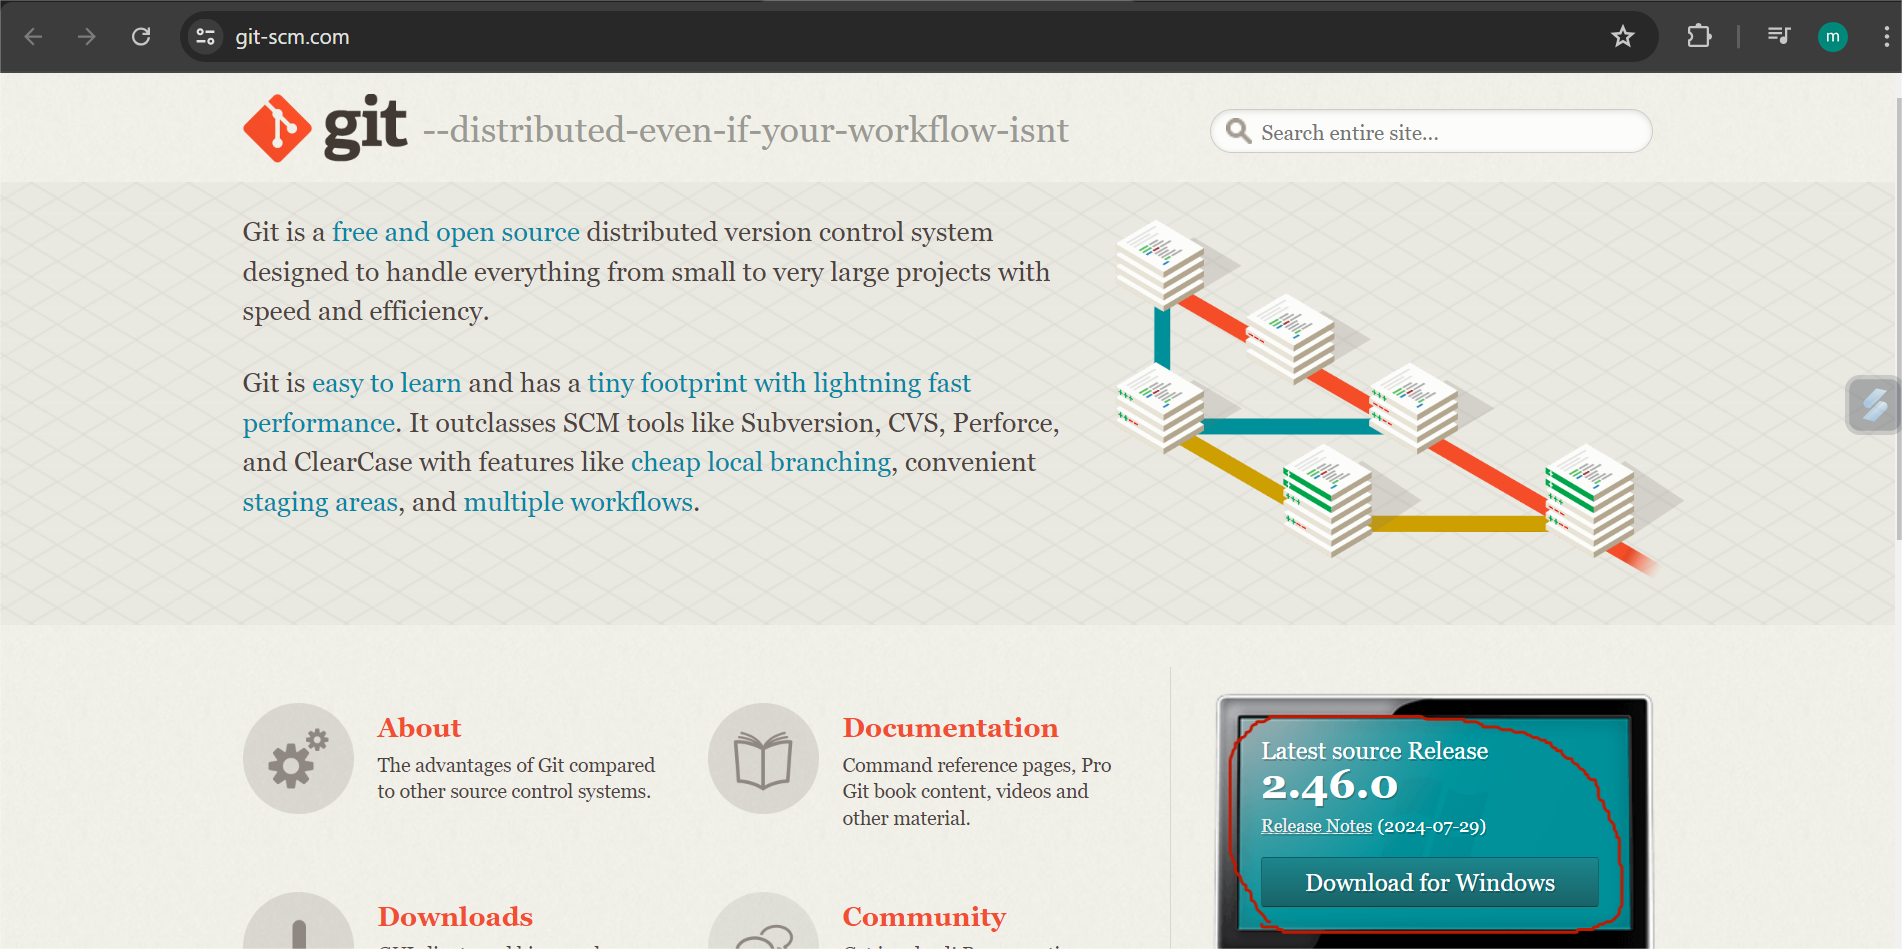 git-scm.com
m
git --distributed-even-if-your-workflow-isnt
Search entire site...
Git is a free and open source distributed version control system
designed to handle everything from small to very large projects with
speed and efficiency.
Git is easy to learn and has a tiny footprint with lightning fast
performance. It outclasses SCM tools like Subversion, CVS, Perforce,
and ClearCase with features like cheap local branching, convenient
staging areas, and multiple workflows.
About
The advantages of Git compared
to other source control systems.
Documentation
Command reference pages, Pro
Git book content, videos and
other material.
Latest source Release
2.46.0
Release Notes (2024-07-29)
Download for Windows
Downloads
Community